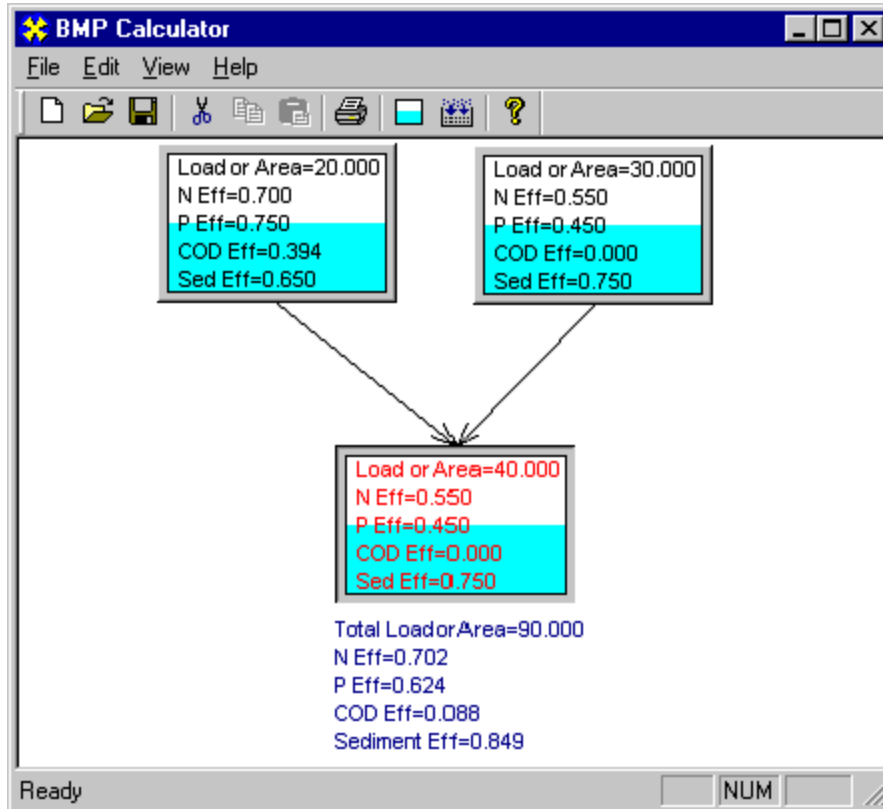 BMP Calculator
File Edit View Help
Load or Area=20.000
N Eff=0.700
P Eff=0.750
COD Eff=0.394
Sed Eff=0.650
Load or Area=30.000
N Eff=0.550
P Eff=0.450
COD Eff=0.000
Sed Eff=0.750
Load or Area=40.000
N Eff=0.550
P Eff=0.450
COD Eff=0.000
Sed Eff=0.750
Total Load or Area=90.000
N Eff=0.702
P Eff=0.624
COD Eff=0.088
Sediment Eff=0.849
Ready NUM